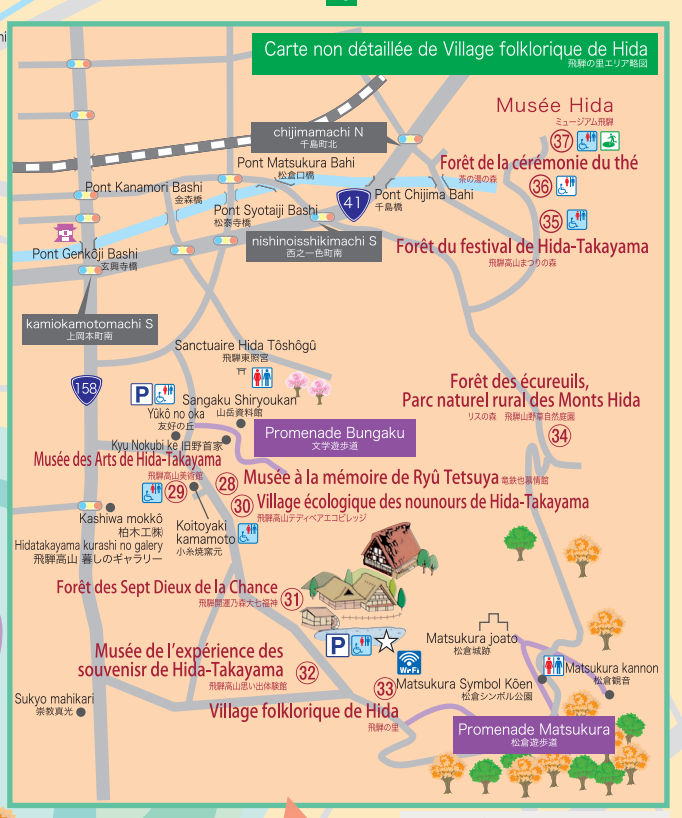 Carte non détaillée de Village folklorique de Hida
飛騨の里エリア略図
Musée Hida
ミュージアム飛騨
37
chijimamachi N
千島町北
Forêt de la cérémonie du thé
茶の湯の森
36
Pont Matsukura Bahi
松倉口橋
Pont Kanamori Bashi
金森橋
41
Pont Chijima Bahi
千島橋
Pont Syotaiji Bashi
松泰寺橋
35
nishinoisshikimachi S
西之一色町南
Forêt du festival de Hida-Takayama
飛騨高山まつりの森
Pont Genkôji Bashi
玄興寺橋
kamiokamotomachi S
上岡本町南
Sanctuaire Hida Tôshôgû
飛騨東照宮
158
P
Forêt des écureuils,
Parc naturel rural des Monts Hida
リスの森 飛騨山野草自然庭園
34
Sangaku Shiryoukan
山岳資料館
Yûkô no oka
友好の丘
Promenade Bungaku
文学遊歩道
Kyu Nokubi ke 旧野首家
Musée des Arts de Hida-Takayama
飛騨高山美術館
29
28 Musée à la mémoire de Ryû Tetsuya 竜鉄也慕情館
30 Village écologique des nounours de Hida-Takayama
飛騨高山テディベアエコビレッジ
Kashiwa mokkô
柏木工㈱
Hidatakayama kurashi no galery
飛騨高山 暮しのギャラリー
Koitoyaki
kamamoto
小糸焼窯元
Forêt des Sept Dieux de la Chance
飛騨開運乃森大七福神
31
P
Wi-Fi
Matsukura joato
松倉城跡
Musée de l'expérience des
souvenisr de Hida-Takayama
飛騨高山思い出体験館
32
Matsukura kannon
松倉観音
33
Matsukura Symbol Kōen
松倉シンボル公園
Sukyo mahikari
崇教真光
Village folklorique de Hida
飛騨の里
Promenade Matsukura
松倉遊歩道